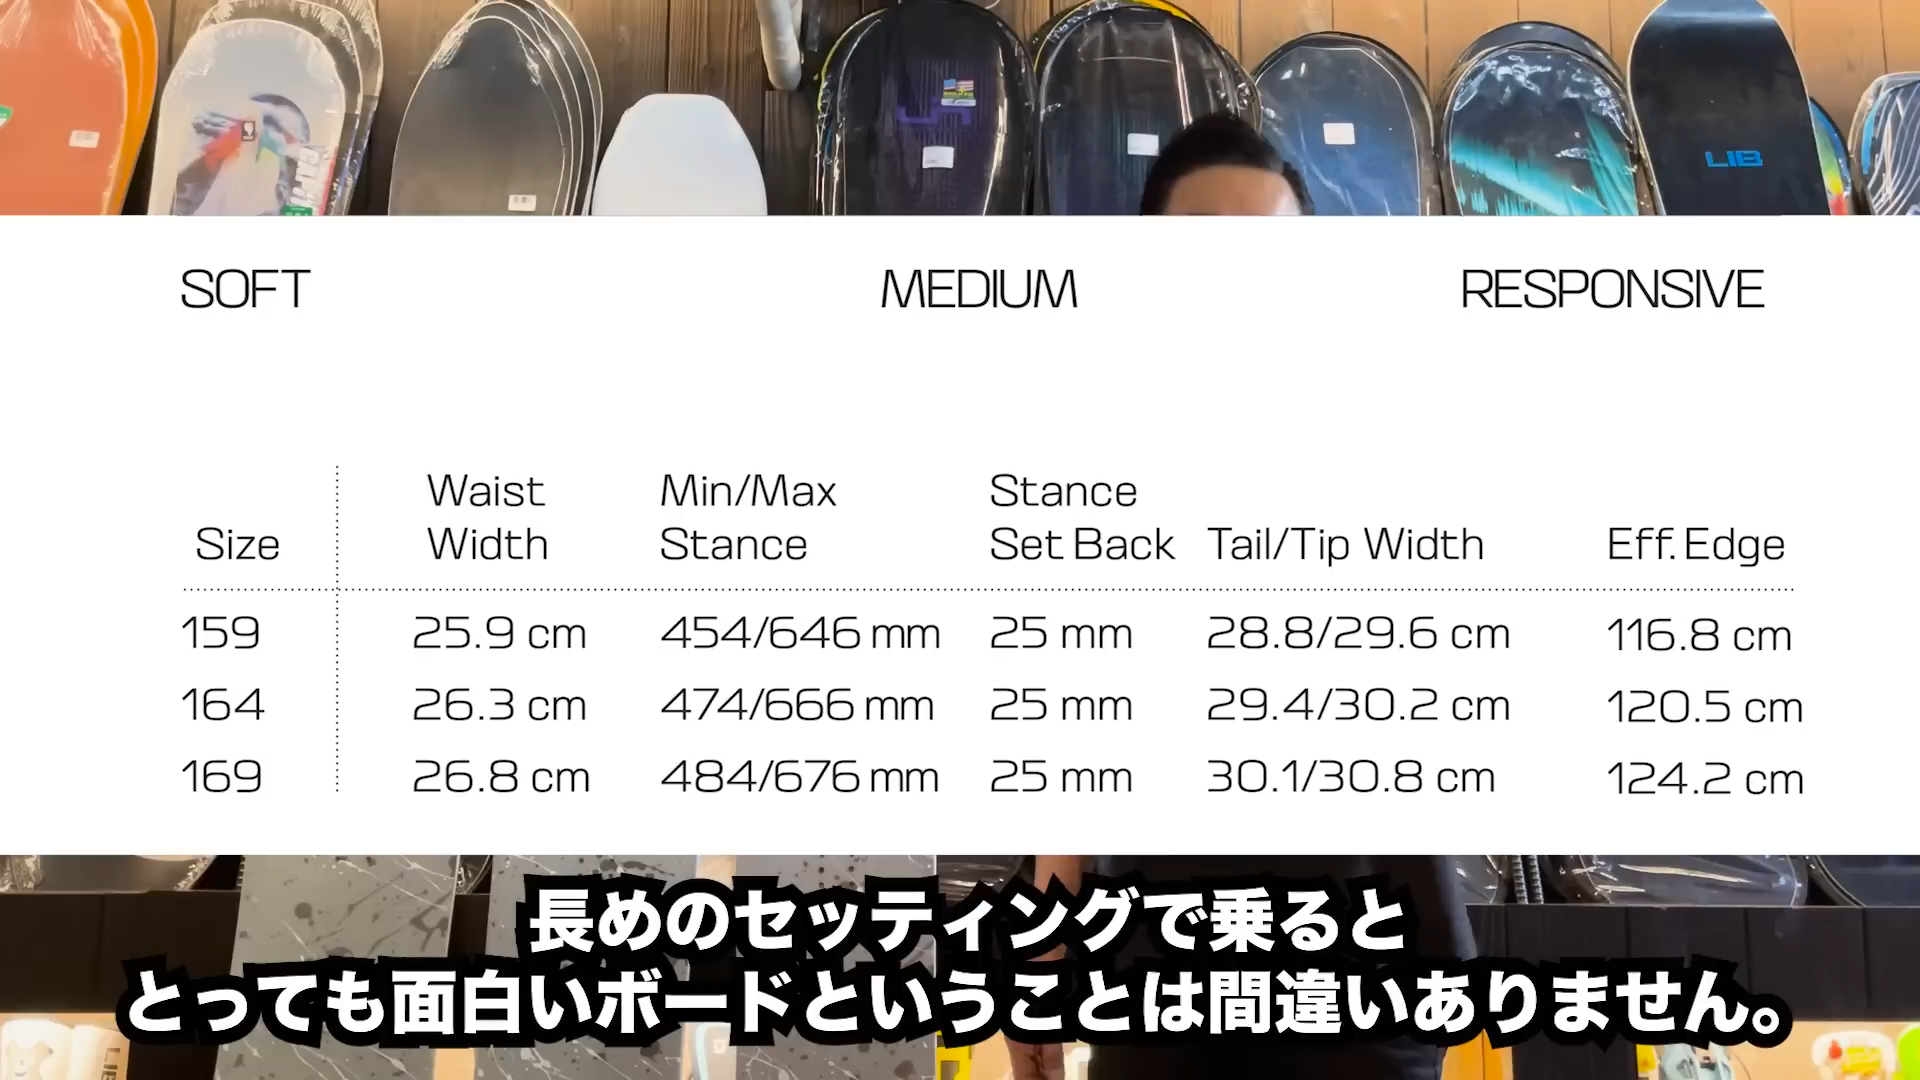 LIB
SOFT MEDIUM RESPONSIVE
Size Waist Width Min/Max Stance Stance Set Back Tail/Tip Width Eff. Edge
159 25.9 cm 454/646 mm 25 mm 28.8/29.6 cm 116.8 cm
164 26.3 cm 474/666 mm 25 mm 29.4/30.2 cm 120.5 cm
169 26.8 cm 484/676 mm 25 mm 30.1/30.8 cm 124.2 cm
長めのセッティングで乗ると
とっても面白いボードということは間違いありません。